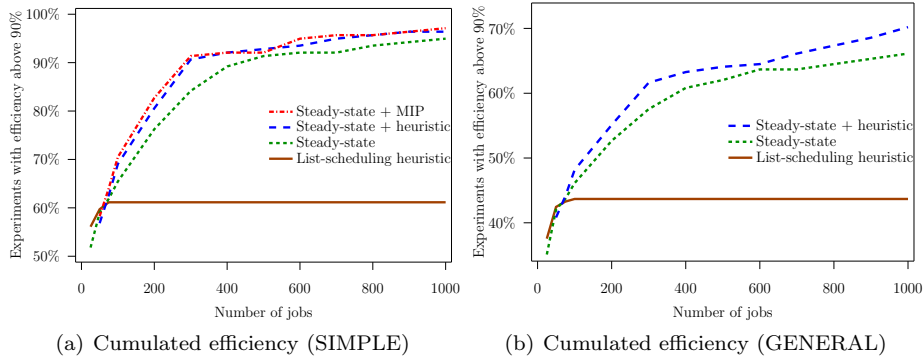 Experiments with efficiency above 90%
100%
90%
80%
70%
60%
50%
Steady-state + MIP
Steady-state + heuristic
Steady-state
List-scheduling heuristic
0 200 400 600 800 1000
Number of jobs
(a) Cumulated efficiency (SIMPLE)
Experiments with efficiency above 90%
70%
60%
50%
40%
Steady-state + heuristic
Steady-state
List-scheduling heuristic
0 200 400 600 800 1000
Number of jobs
(b) Cumulated efficiency (GENERAL)